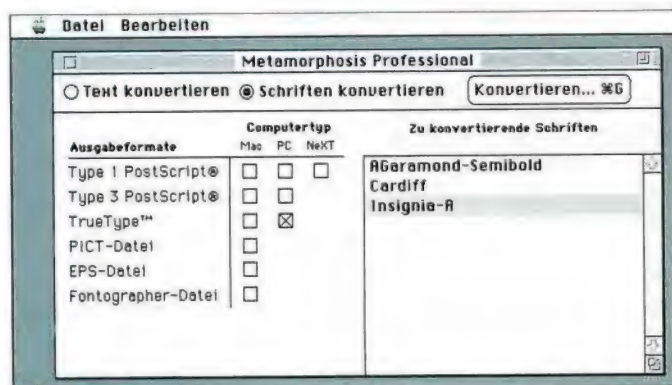 Datei Bearbeiten
Metamorphosis Professional
Text konvertieren Schriften konvertieren Konvertieren... ⌘G
Computertyp Zu konvertierende Schriften
Ausgabeformate Mac PC NeXT
Type 1 PostScript®
Type 3 PostScript®
TrueType™
PICT-Datei
EPS-Datei
Fontographer-Datei
AGaramond-Semibold
Cardiff
Insignia-A